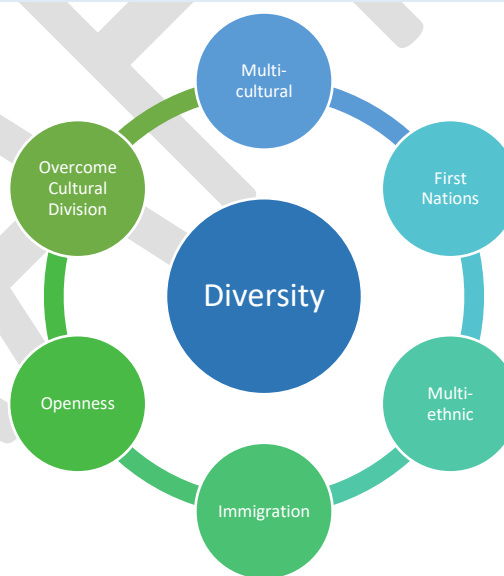 Multi-
cultural
First
Nations
Multi-
ethnic
Immigration
Openness
Overcome
Cultural
Division
Diversity